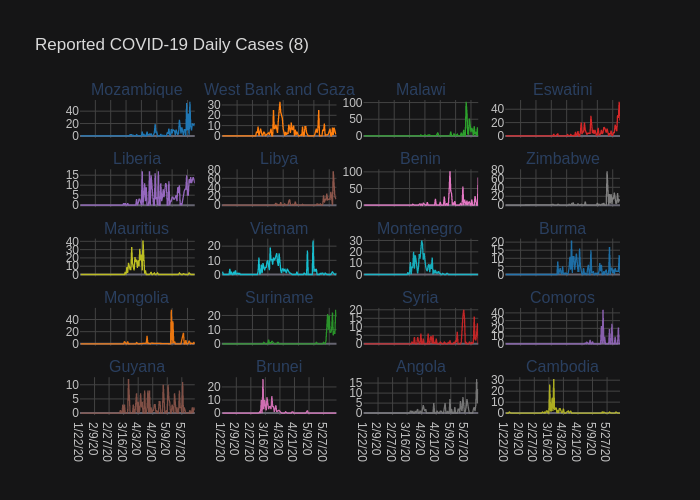 Reported COVID-19 Daily Cases (8)
Mozambique West Bank and Gaza Malawi Eswatini
40 20 0 30 20 10 0 100 50 0 40 20 0
Liberia Libya Benin Zimbabwe
15 10 5 0 80 60 40 20 0 100 50 0 80 60 40 20 0
Mauritius Vietnam Montenegro Burma
40 30 20 10 0 20 10 0 30 20 10 0 20 15 10 5 0
Mongolia Suriname Syria Comoros
40 20 0 20 10 0 20 15 10 5 0 40 30 20 10 0
Guyana Brunei Angola Cambodia
10 5 0 20 10 0 15 10 5 0 30 20 10 0
1/22/20 2/9/20 2/27/20 3/16/20 4/3/20 4/21/20 5/9/20 5/27/20 1/22/20 2/9/20 2/27/20 3/16/20 4/3/20 4/21/20 5/9/20 5/27/20 1/22/20 2/9/20 2/27/20 3/16/20 4/3/20 4/21/20 5/9/20 5/27/20 1/22/20 2/9/20 2/27/20 3/16/20 4/3/20 4/21/20 5/9/20 5/27/20